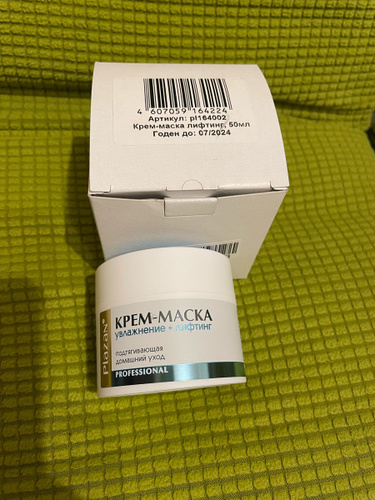 4 607059 164224
Артикул: pl164002
Крем-маска лифтинг, 50мл
Годен до: 07/2024
Plazan®
КРЕМ-МАСКА
увлажнение + лифтинг
подтягивающая
домашний уход
PROFESSIONAL